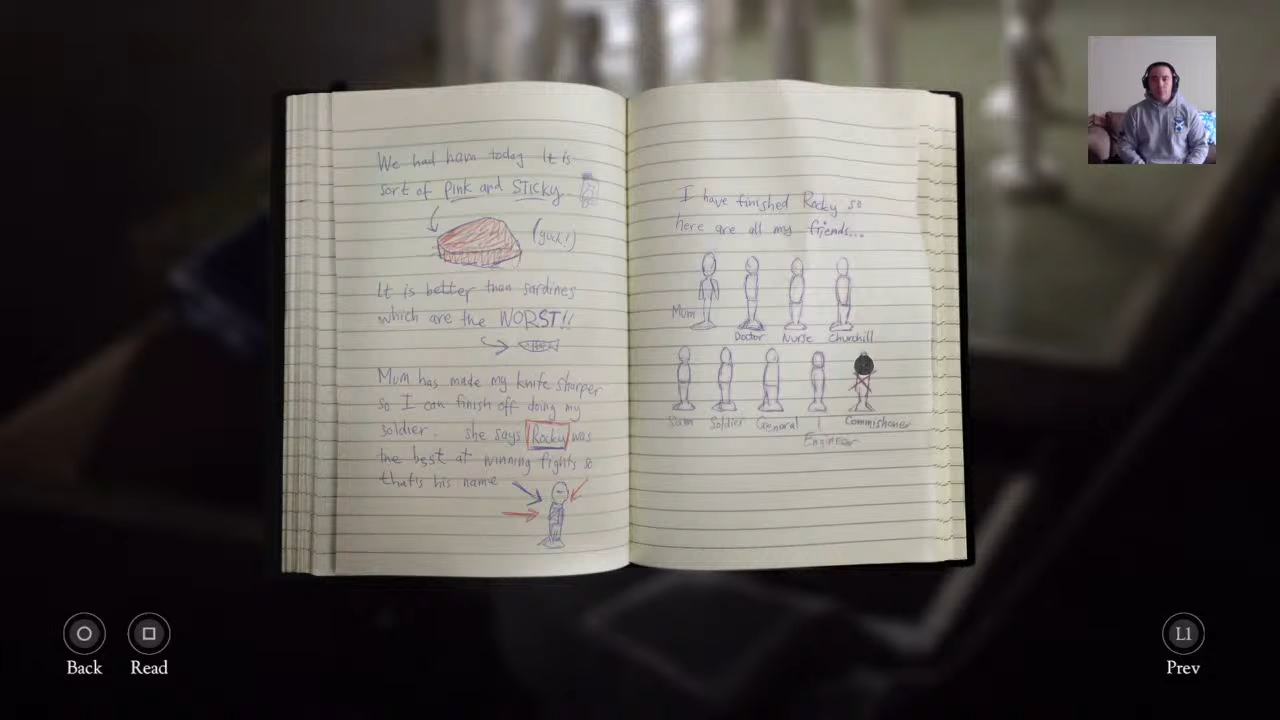 We had ham today It is
sort of Pink and STICKY
(yuck!)
It is better than sardines
which are the WORST!!
Mum has made my knife sharper
so I can finish off doing my
soldier. she says Rocky was
the best at winning fights so
thats his name
I have finished Rocky so
here are all my friends...
Mum
Doctor Nurse Churchill
Sam Soldier General Commishoner
Engineer
Back
Read
L1
Prev